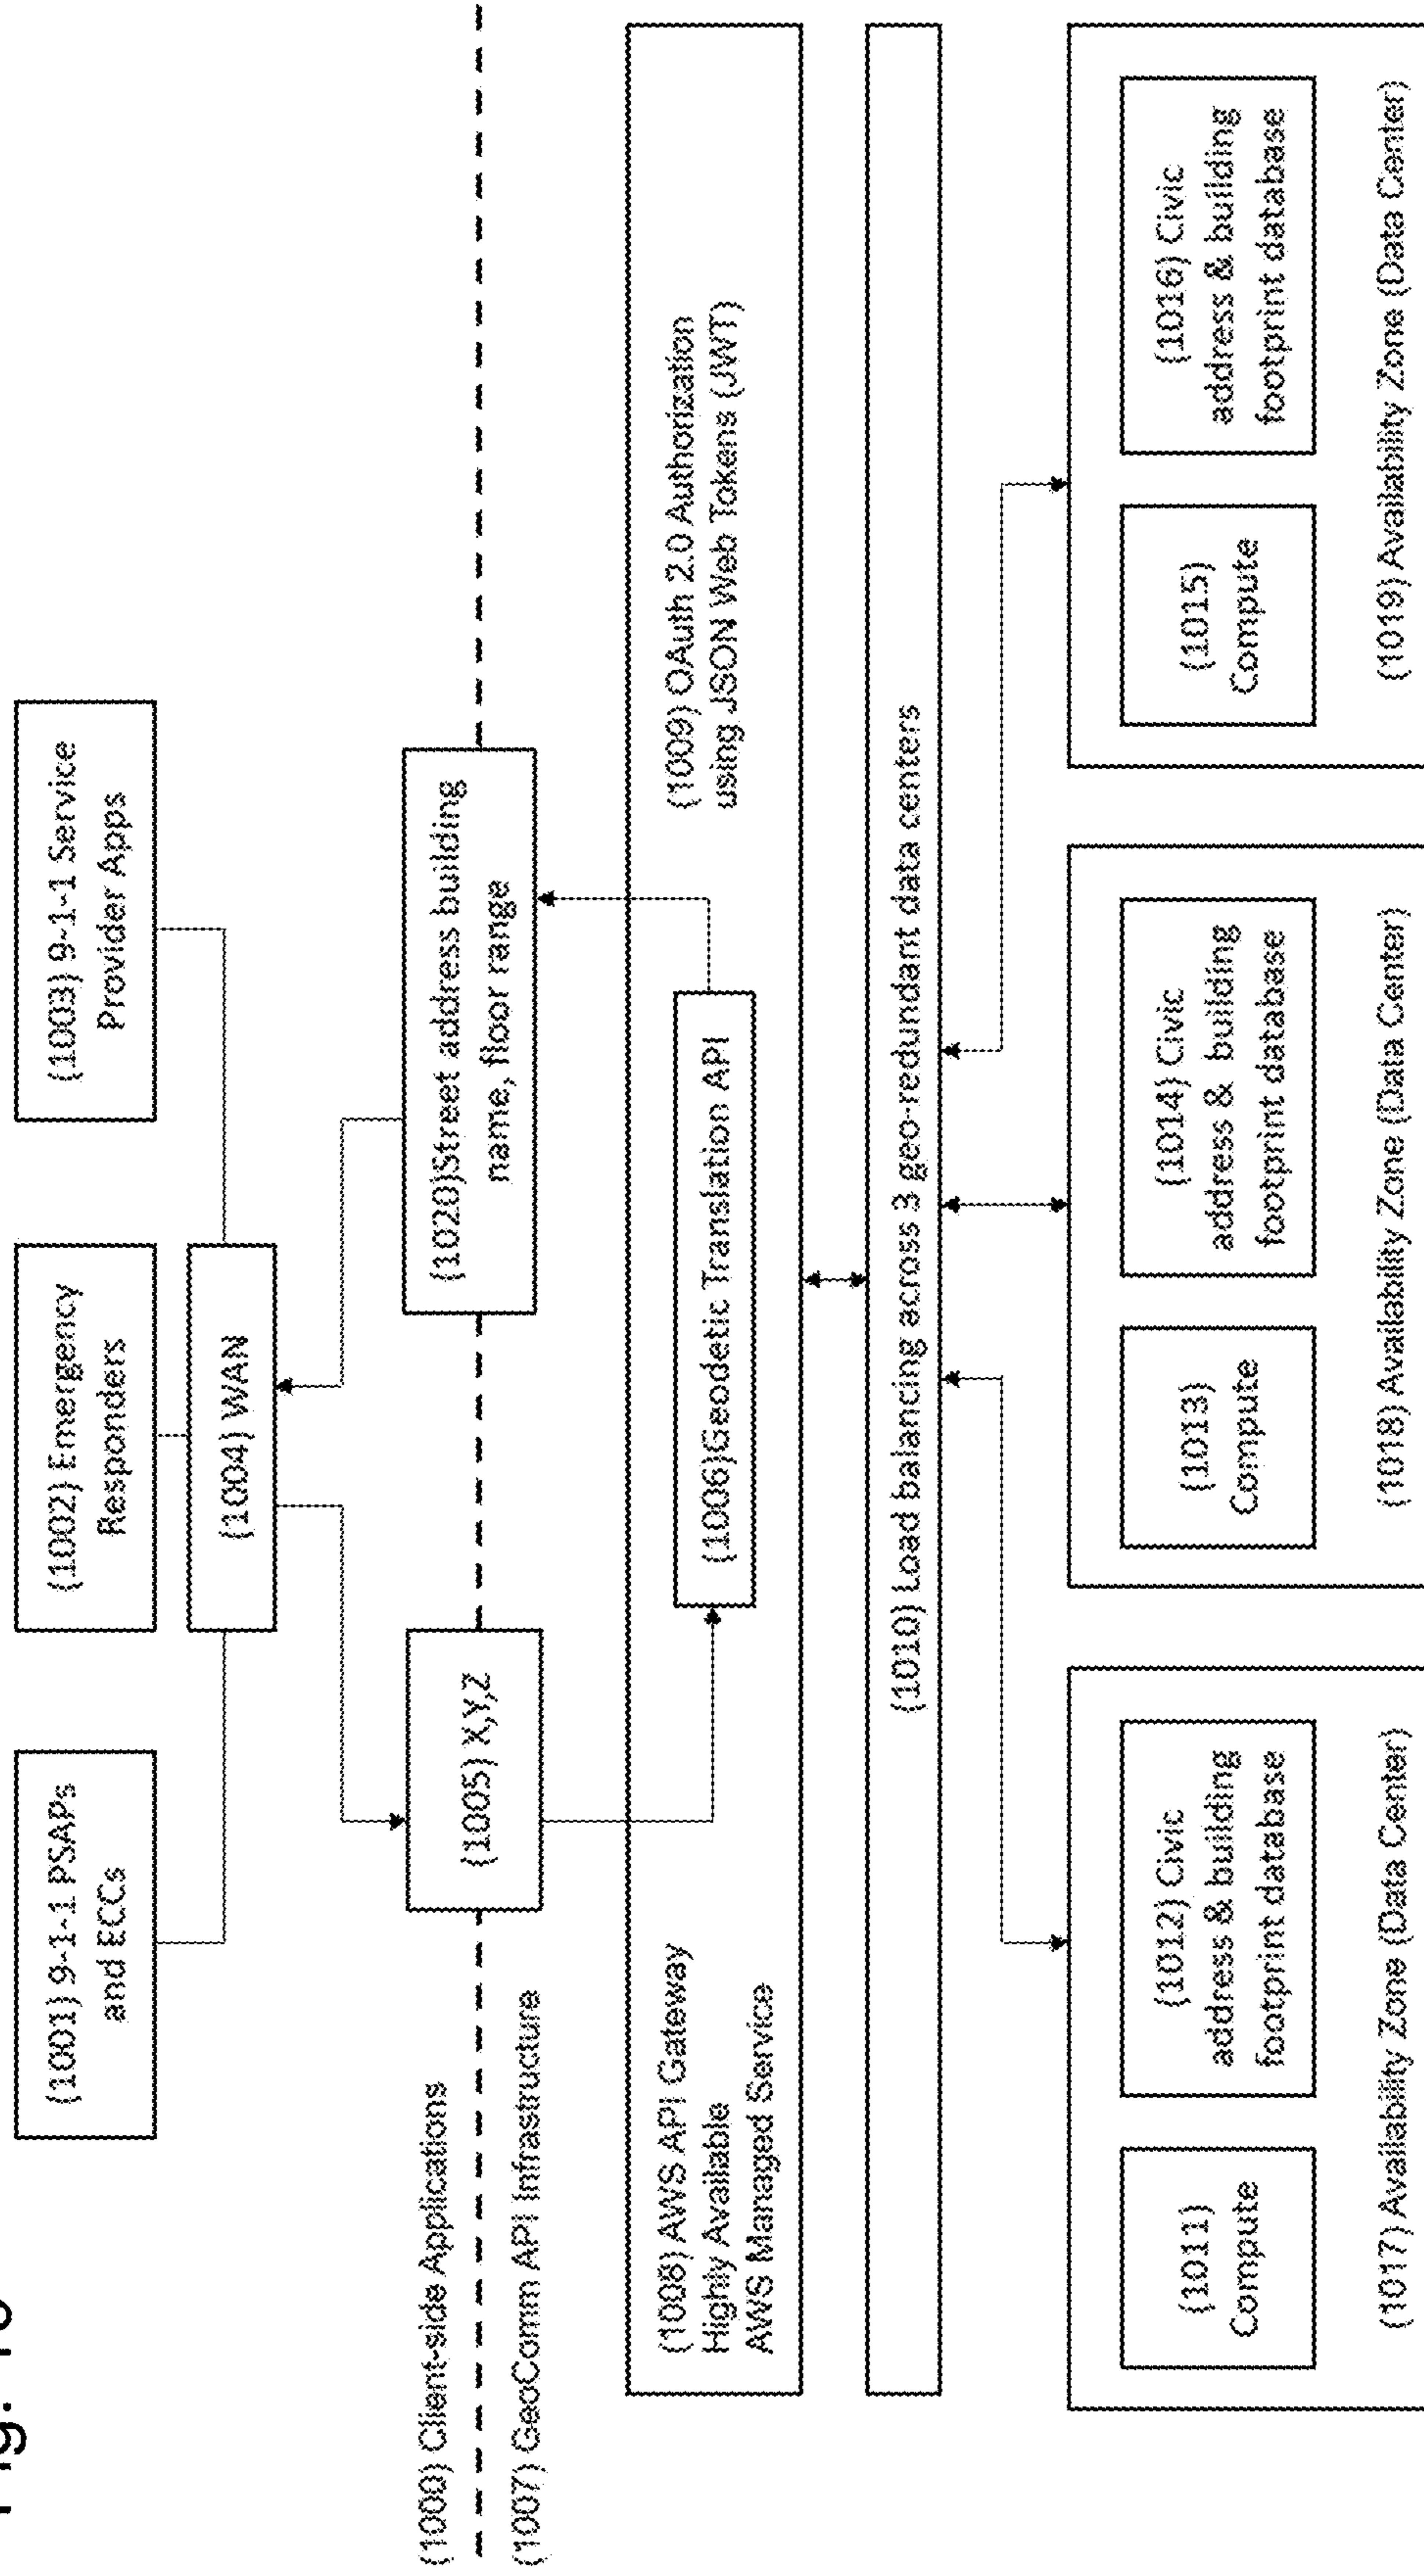 Fig. 10
(1001) 9-1-1 PSAPs
and ECCs
(1002) Emergency
Responders
(1003) 9-1-1 Service
Provider Apps
(1004) WAN
(1000) Client-side Applications
(1007) GeoComm API Infrastructure
(1005) X,Y,Z
(1020)Street address building
name, floor range
(1008) AWS API Gateway
Highly Available
AWS Managed Service
(1006)Geodetic Translation API
(1009) OAuth 2.0 Authorization
using JSON Web Tokens (JWT)
(1010) Load balancing across 3 geo-redundant data centers
(1011)
Compute
(1012) Civic
address & building
footprint database
(1017) Availability Zone (Data Center)
(1013)
Compute
(1014) Civic
address & building
footprint database
(1018) Availability Zone (Data Center)
(1015)
Compute
(1016) Civic
address & building
footprint database
(1019) Availability Zone (Data Center)